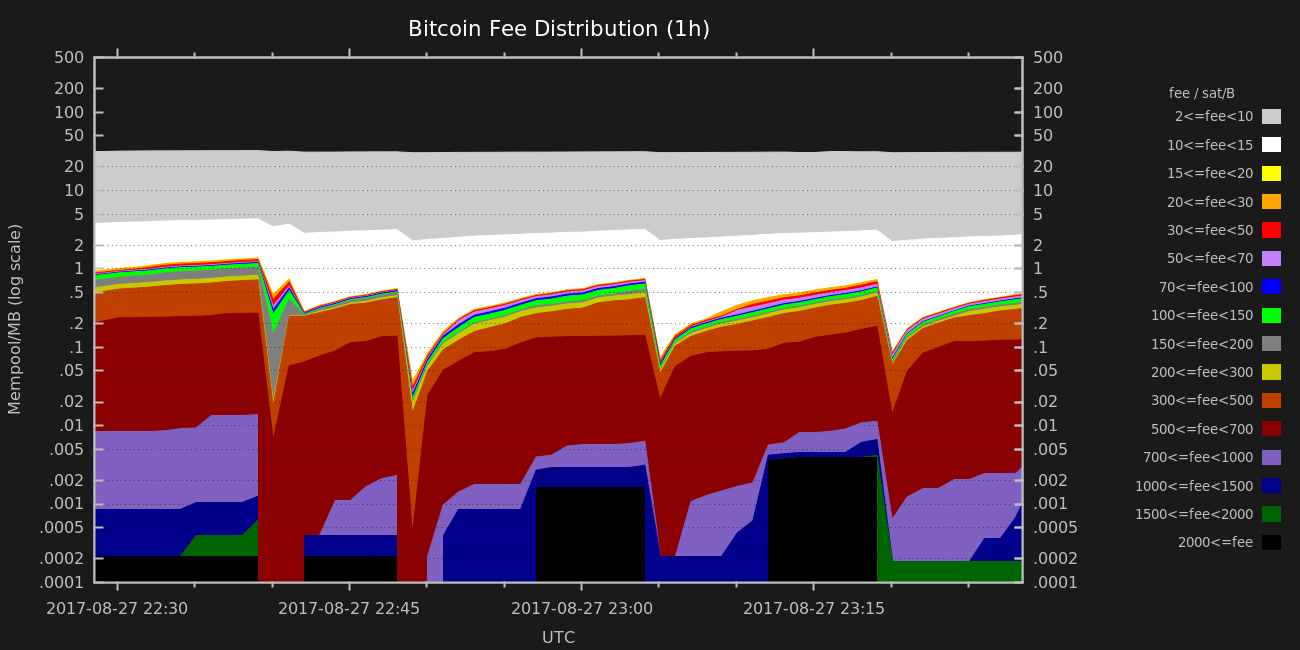 Bitcoin Fee Distribution (1h)
500 500
200 200
100 100
50 50
20 20
10 10
5 5
2 2
1 1
.5 .5
.2 .2
.1 .1
.05 .05
.02 .02
.01 .01
.005 .005
.002 .002
.001 .001
.0005 .0005
.0002 .0002
.0001 .0001
Mempool/MB (log scale)
2017-08-27 22:30 2017-08-27 22:45 2017-08-27 23:00 2017-08-27 23:15
UTC
fee / sat/B
2<=fee<10
10<=fee<15
15<=fee<20
20<=fee<30
30<=fee<50
50<=fee<70
70<=fee<100
100<=fee<150
150<=fee<200
200<=fee<300
300<=fee<500
500<=fee<700
700<=fee<1000
1000<=fee<1500
1500<=fee<2000
2000<=fee